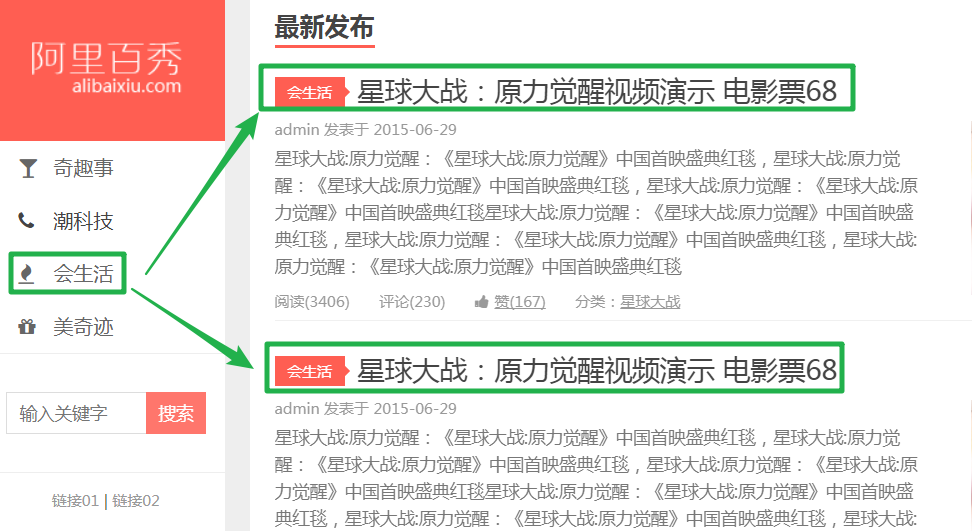 阿里百秀
alibaixiu.com
奇趣事
潮科技
会生活
美奇迹
输入关键字 搜索
链接01 | 链接02
最新发布
会生活 星球大战：原力觉醒视频演示 电影票68
admin 发表于 2015-06-29
星球大战:原力觉醒：《星球大战:原力觉醒》中国首映盛典红毯，星球大战:原力觉
醒：《星球大战:原力觉醒》中国首映盛典红毯，星球大战:原力觉醒：《星球大战:原
力觉醒》中国首映盛典红毯星球大战:原力觉醒：《星球大战:原力觉醒》中国首映盛
典红毯，星球大战:原力觉醒：《星球大战:原力觉醒》中国首映盛典红毯，星球大战:
原力觉醒：《星球大战:原力觉醒》中国首映盛典红毯
阅读(3406) 评论(230) 赞(167) 分类：星球大战
会生活 星球大战：原力觉醒视频演示 电影票68
admin 发表于 2015-06-29
星球大战:原力觉醒：《星球大战:原力觉醒》中国首映盛典红毯，星球大战:原力觉
醒：《星球大战:原力觉醒》中国首映盛典红毯，星球大战:原力觉醒：《星球大战:原
力觉醒》中国首映盛典红毯星球大战:原力觉醒：《星球大战:原力觉醒》中国首映盛
典红毯，星球大战:原力觉醒：《星球大战:原力觉醒》中国首映盛典红毯，星球大战: